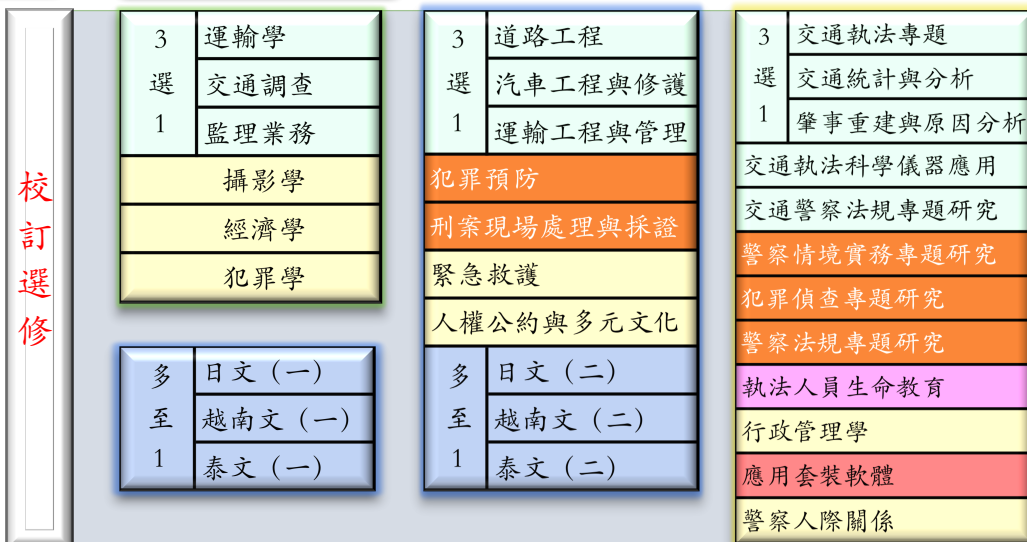 校訂選修
3選1
運輸學
交通調查
監理業務
攝影學
經濟學
犯罪學
多至1
日文（一）
越南文（一）
泰文（一）
3選1
道路工程
汽車工程與修護
運輸工程與管理
犯罪預防
刑案現場處理與採證
緊急救護
人權公約與多元文化
多至1
日文（二）
越南文（二）
泰文（二）
3選1
交通執法專題
交通統計與分析
肇事重建與原因分析
交通執法科學儀器應用
交通警察法規專題研究
警察情境實務專題研究
犯罪偵查專題研究
警察法規專題研究
執法人員生命教育
行政管理學
應用套裝軟體
警察人際關係